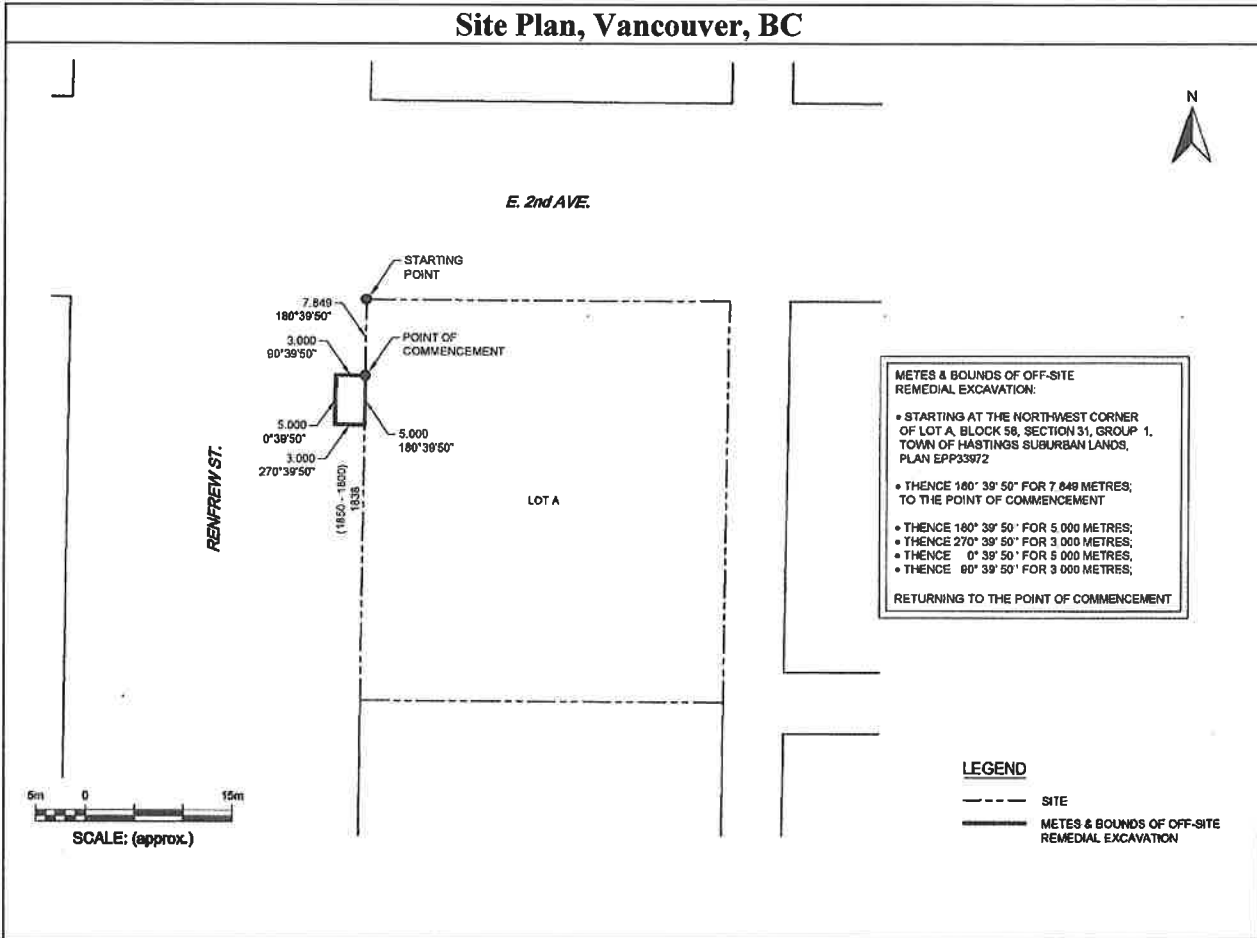 Site Plan, Vancouver, BC
N
E. 2nd AVE.
STARTING
POINT
7.849
180°39'50"
3.000
90°39'50"
POINT OF
COMMENCEMENT
5.000
0°39'50"
5.000
180°39'50"
3.000
270°39'50"
RENFREW ST.
(1850 - 1800)
1838
LOT A
METES & BOUNDS OF OFF-SITE
REMEDIAL EXCAVATION:
• STARTING AT THE NORTHWEST CORNER
OF LOT A, BLOCK 58, SECTION 31, GROUP 1,
TOWN OF HASTINGS SUBURBAN LANDS,
PLAN EPP33972
• THENCE 180° 39' 50" FOR 7 849 METRES;
TO THE POINT OF COMMENCEMENT
• THENCE 180° 39' 50" FOR 5 000 METRES;
• THENCE 270° 39' 50" FOR 3 000 METRES;
• THENCE 0° 39' 50" FOR 5 000 METRES,
• THENCE 90° 39' 50" FOR 3 000 METRES;
RETURNING TO THE POINT OF COMMENCEMENT
LEGEND
SITE
METES & BOUNDS OF OFF-SITE
REMEDIAL EXCAVATION
5m 0 15m
SCALE: (approx.)